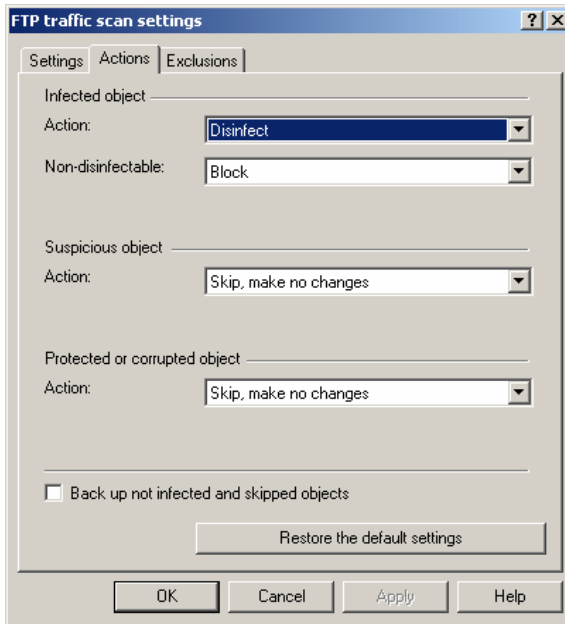 FTP traffic scan settings
Settings Actions Exclusions
Infected object
Action: Disinfect
Non-disinfectable: Block
Suspicious object
Action: Skip, make no changes
Protected or corrupted object
Action: Skip, make no changes
Back up not infected and skipped objects
Restore the default settings
OK Cancel Apply Help